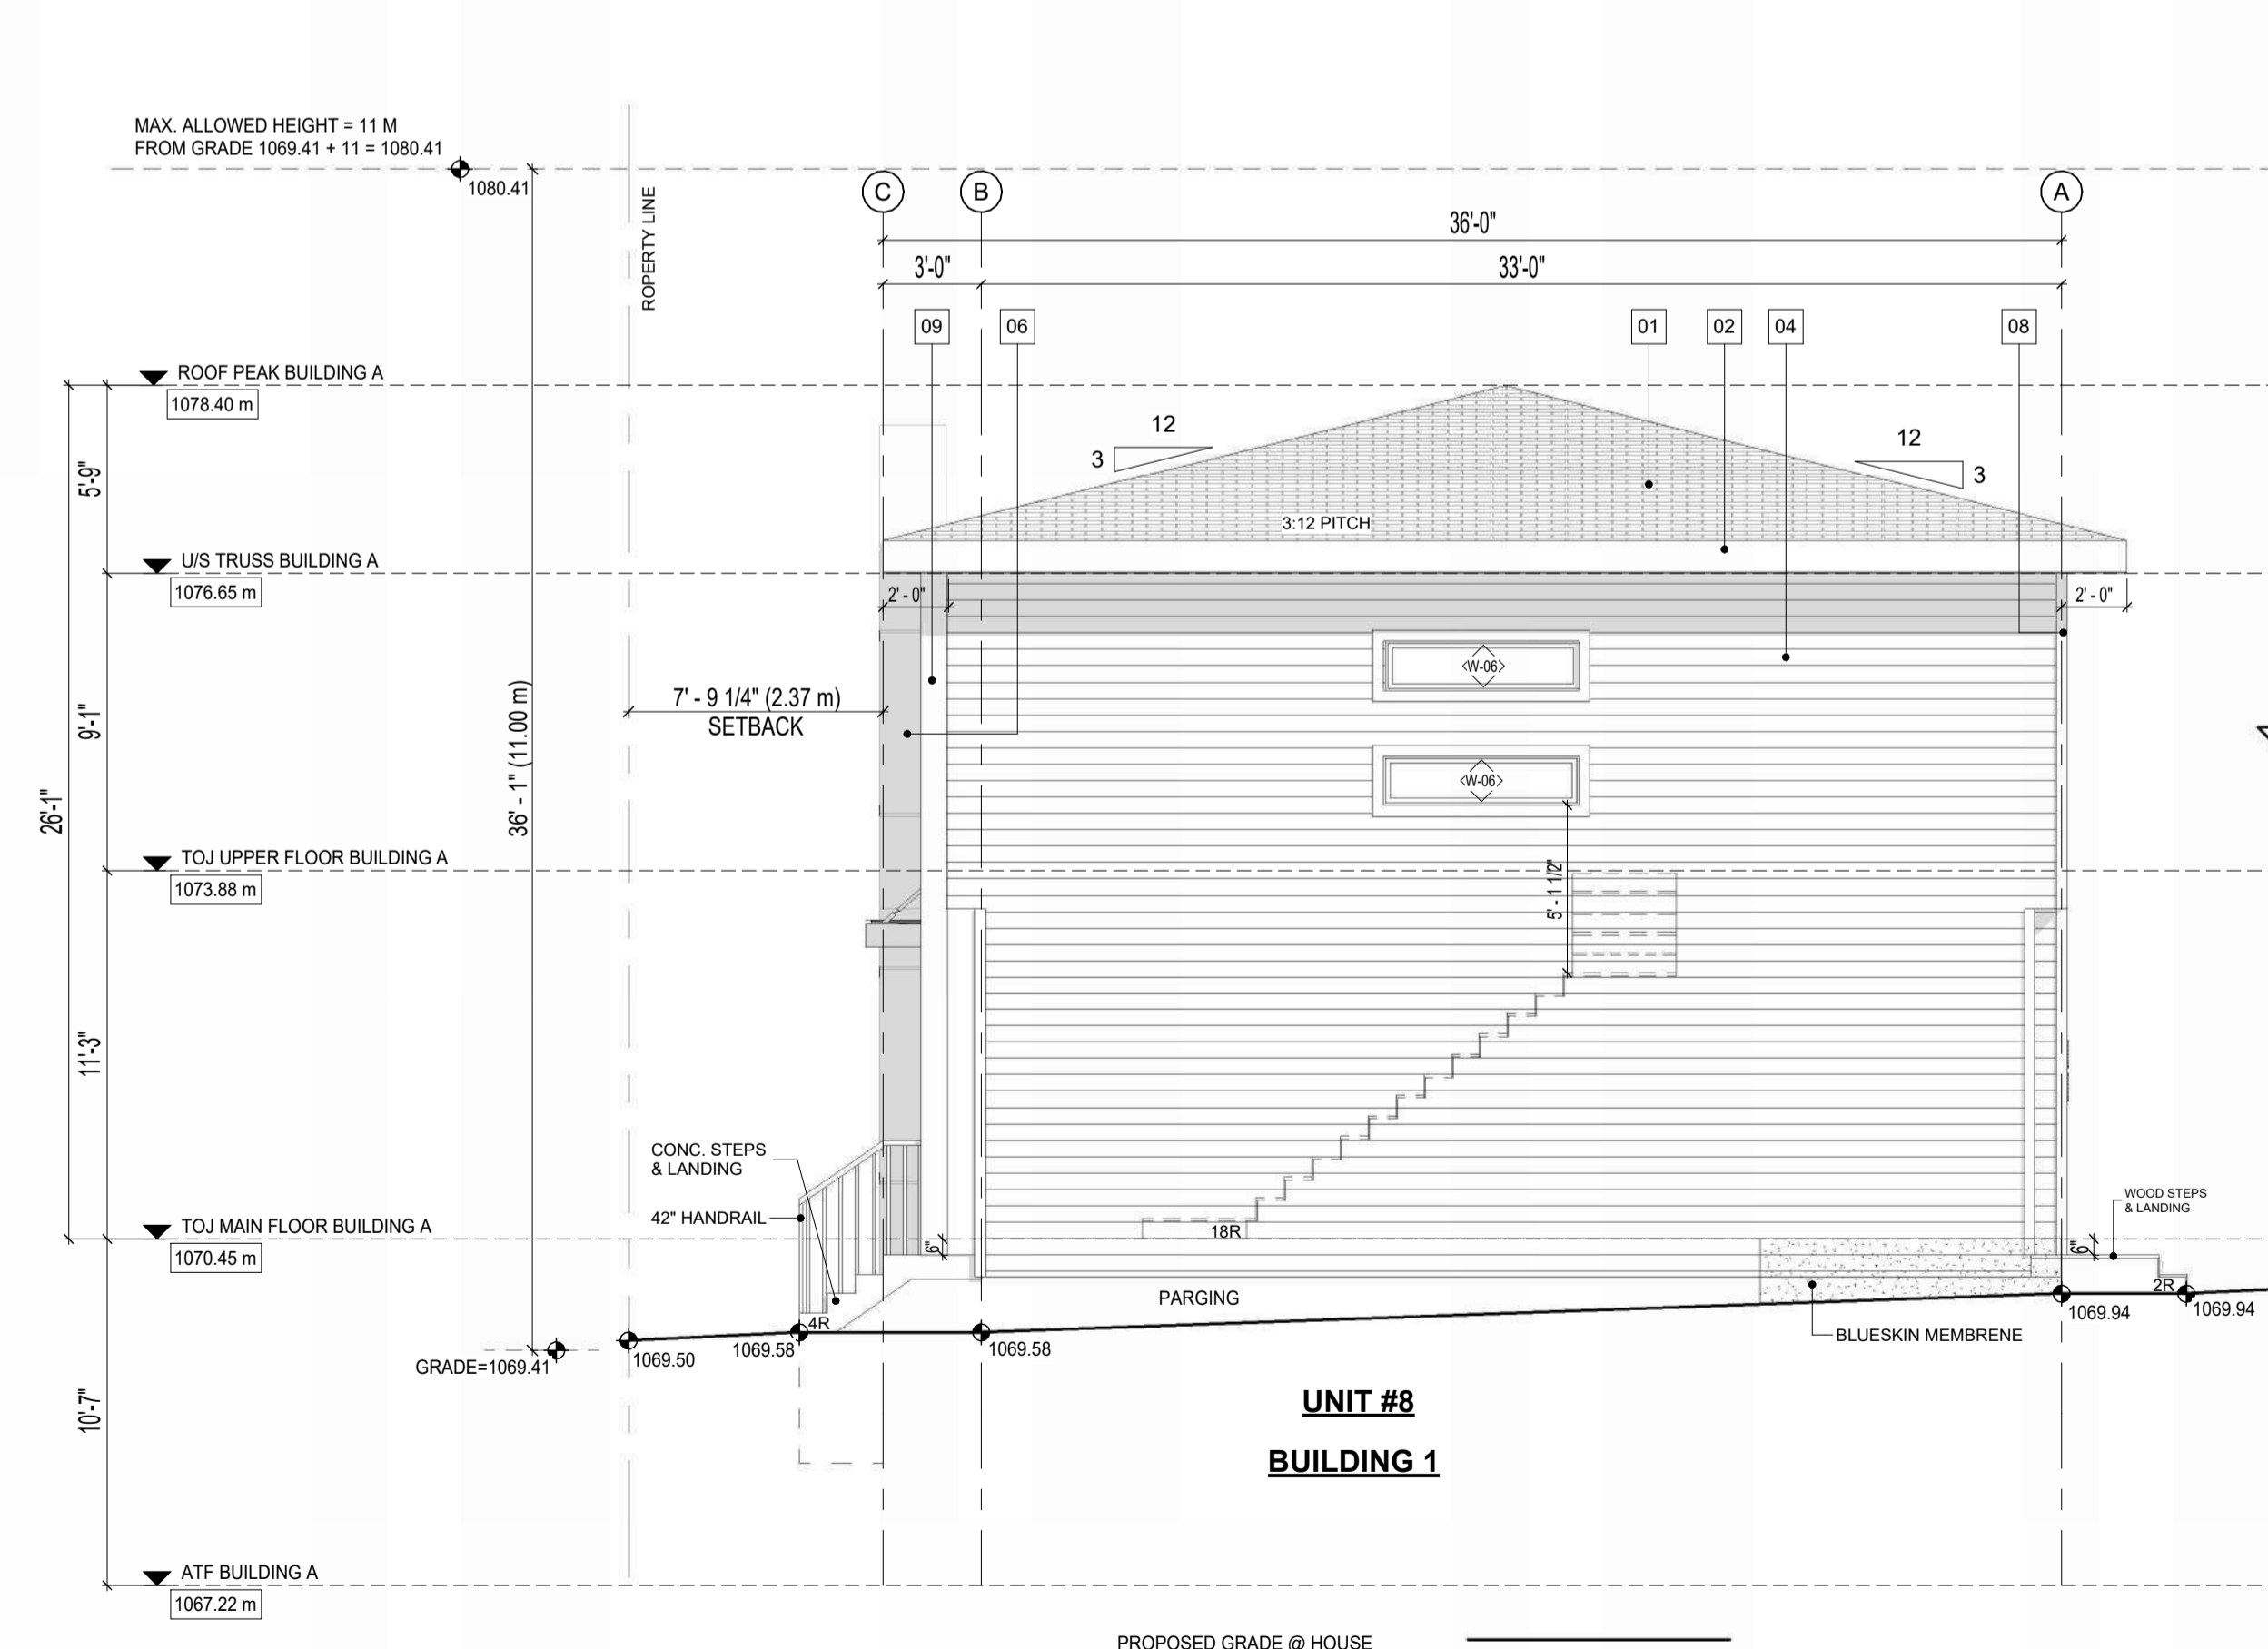 MAX. ALLOWED HEIGHT = 11 M
FROM GRADE 1069.41 + 11 = 1080.41
1080.41
ROPERTY LINE
C
B
A
36'-0"
3'-0"
33'-0"
09
06
01
02
04
08
ROOF PEAK BUILDING A
1078.40 m
12
3
12
3
5'-9"
3:12 PITCH
U/S TRUSS BUILDING A
1076.65 m
2' - 0"
2' - 0"
W-06
7' - 9 1/4" (2.37 m)
SETBACK
9'-1"
36' - 1" (11.00 m)
W-06
26'-1"
TOJ UPPER FLOOR BUILDING A
1073.88 m
5' - 1 1/2"
11'-3"
CONC. STEPS
& LANDING
42" HANDRAIL
WOOD STEPS
& LANDING
TOJ MAIN FLOOR BUILDING A
1070.45 m
18R
6"
6"
PARGING
2R
4R
1069.94
1069.94
BLUESKIN MEMBRENE
1069.58
1069.58
1069.50
GRADE=1069.41
10'-7"
UNIT #8
BUILDING 1
ATF BUILDING A
1067.22 m
PROPOSED GRADE @ HOUSE